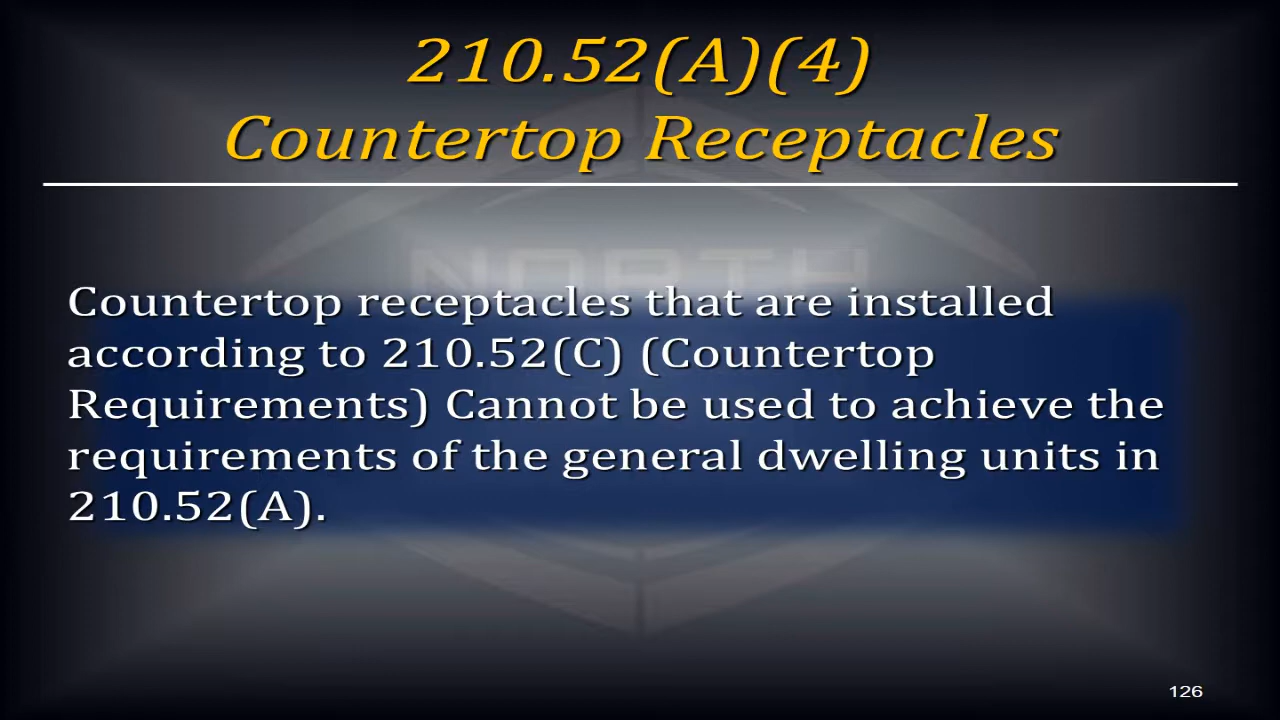 210.52(A)(4)
Countertop Receptacles
NORTH
Countertop receptacles that are installed
according to 210.52(C) (Countertop
Requirements) Cannot be used to achieve the
requirements of the general dwelling units in
210.52(A).
126